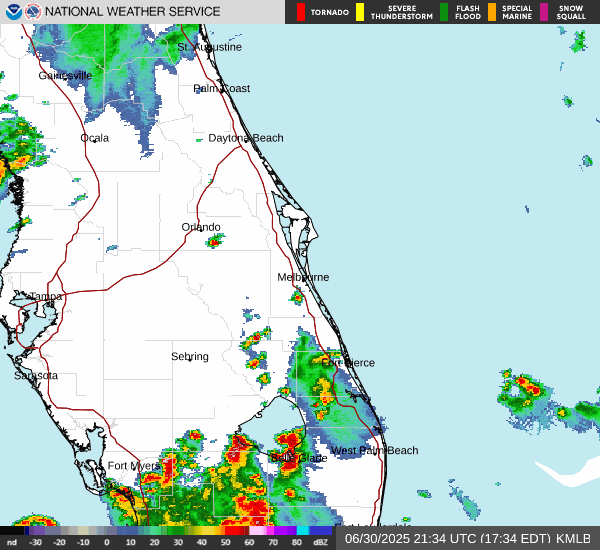 NATIONAL WEATHER SERVICE
TORNADO
SEVERE
THUNDERSTORM
FLASH
FLOOD
SPECIAL
MARINE
SNOW
SQUALL
St. Augustine
Gainesville
Palm Coast
Ocala
Daytona Beach
Orlando
Melbourne
Tampa
Sebring
Fort Pierce
Sarasota
West Palm Beach
Belle Glade
Fort Myers
nd -30 -20 -10 0 10 20 30 40 50 60 70 80 dBZ
06/30/2025 21:34 UTC (17:34 EDT) KMLB